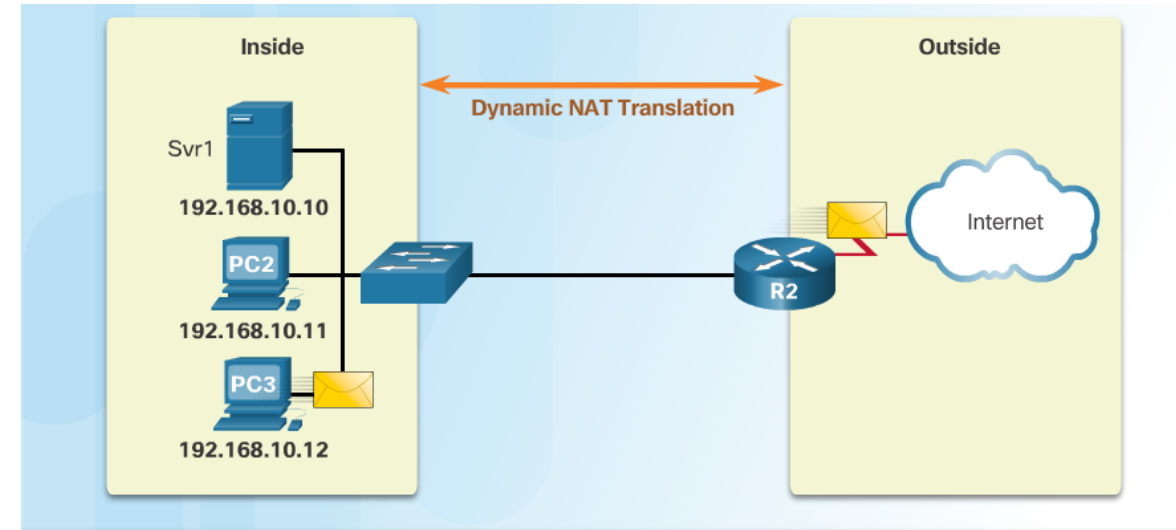 Inside
Outside
Dynamic NAT Translation
Svr1
192.168.10.10
PC2
192.168.10.11
PC3
192.168.10.12
R2
Internet